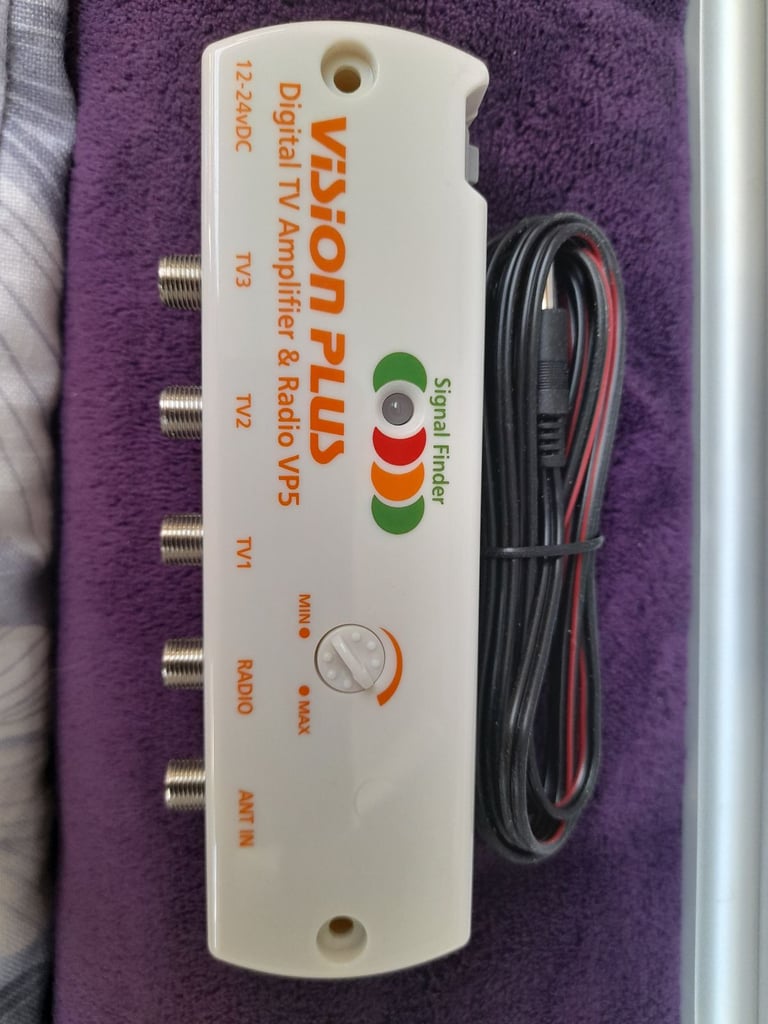 Signal Finder
VISION PLUS
Digital TV Amplifier & Radio VP5
MIN
MAX
12-24vDC
TV3
TV2
TV1
RADIO
ANT IN